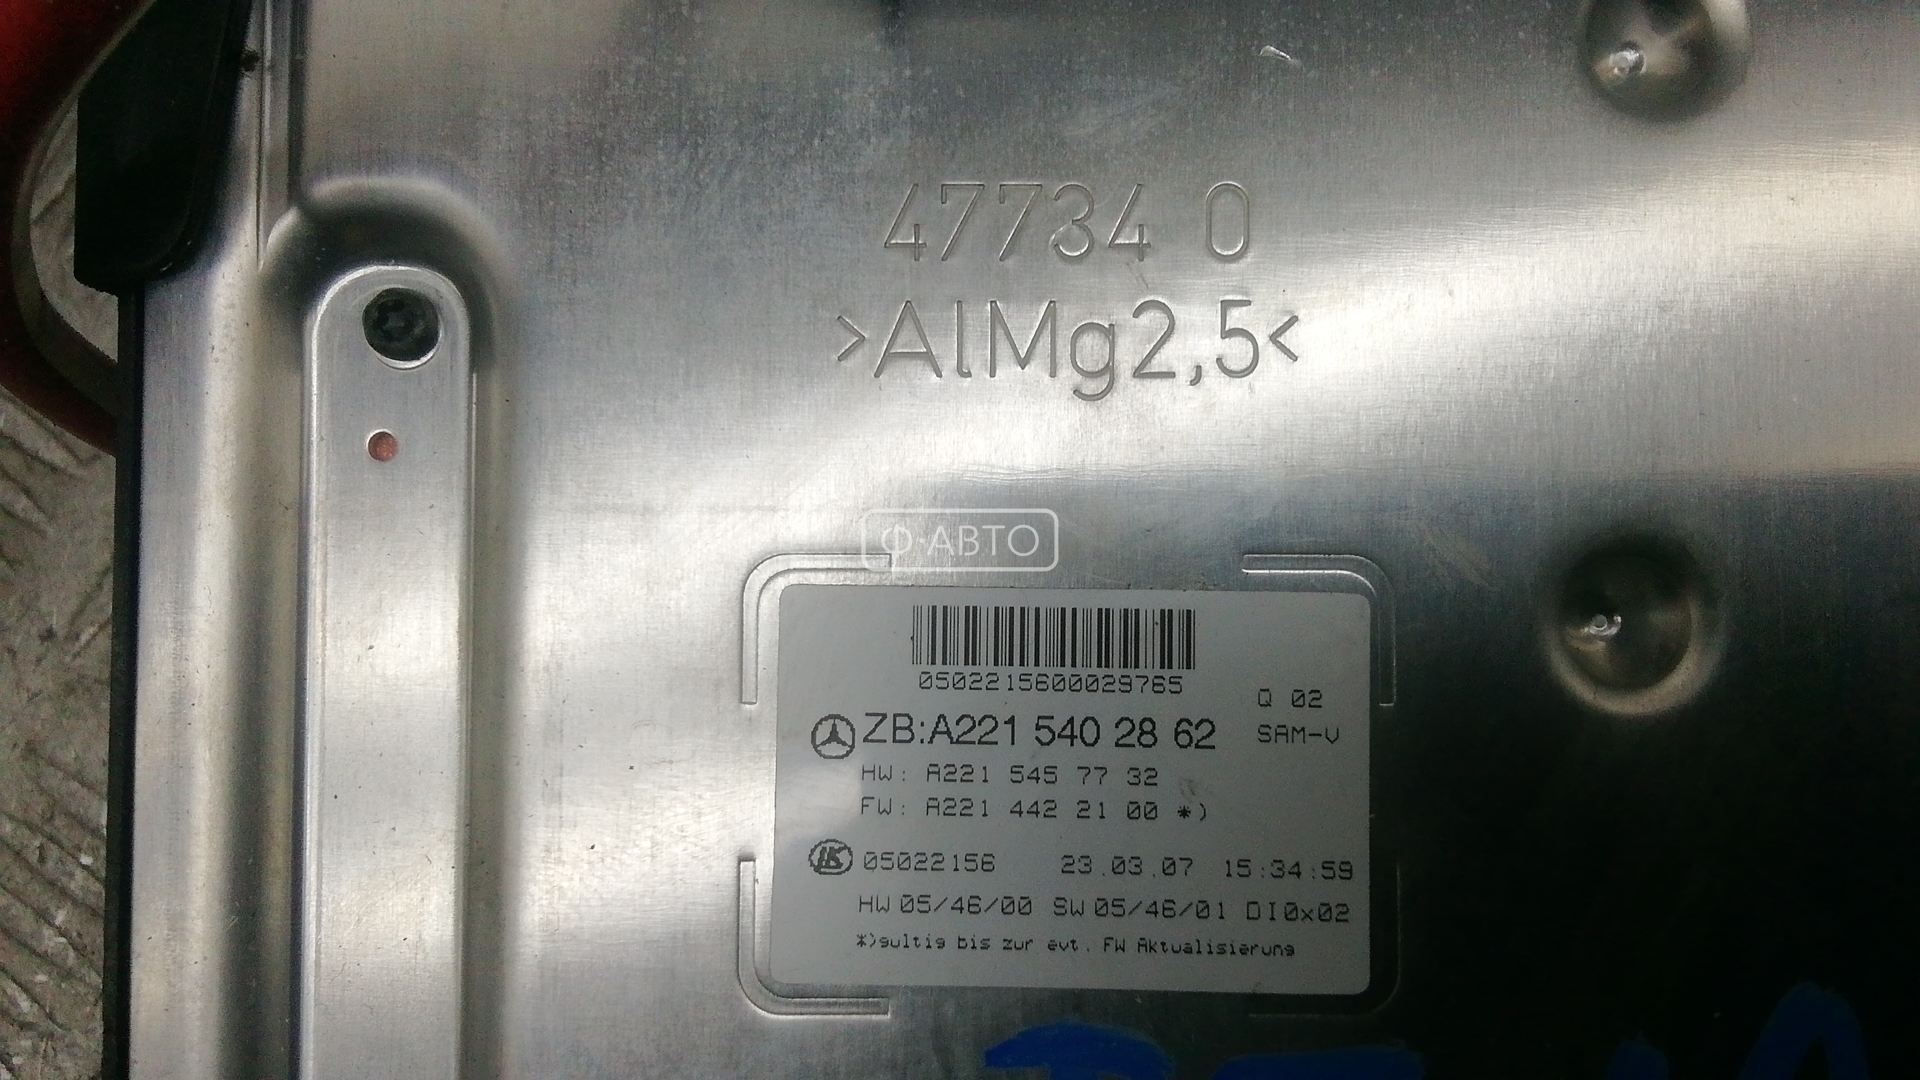 47734 0
>AlMg2,5<
Ф·АВТО
0502215600029765
Q 02
ZB:A221 540 28 62
SAM-V
HW: A221 545 77 32
FW: A221 442 21 00 *)
05022156 23.03.07 15:34:59
HW 05/46/00 SW 05/46/01 DI0x02
*)gültig bis zur evt. FW Aktualisierung